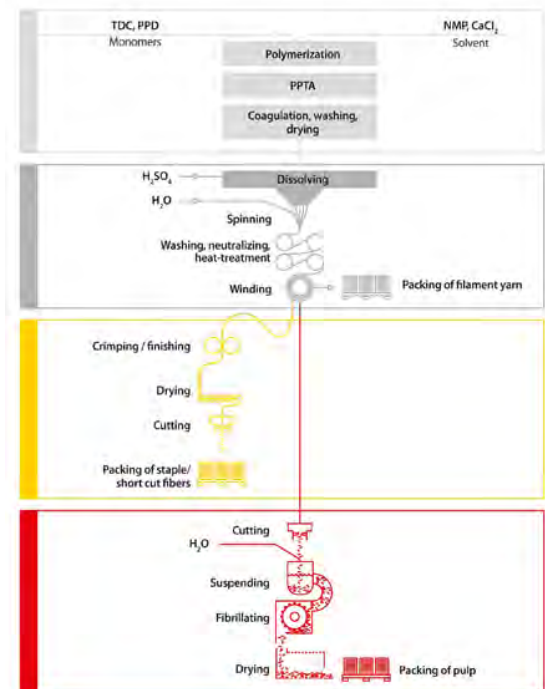 TDC, PPD
Monomers
NMP, CaCl₂
Solvent
Polymerization
PPTA
Coagulation, washing,
drying
H₂SO₄
Dissolving
H₂O
Spinning
Washing, neutralizing,
heat-treatment
Winding
Packing of filament yarn
Crimping / finishing
Drying
Cutting
Packing of staple/
short cut fibers
Cutting
H₂O
Suspending
Fibrillating
Drying
Packing of pulp